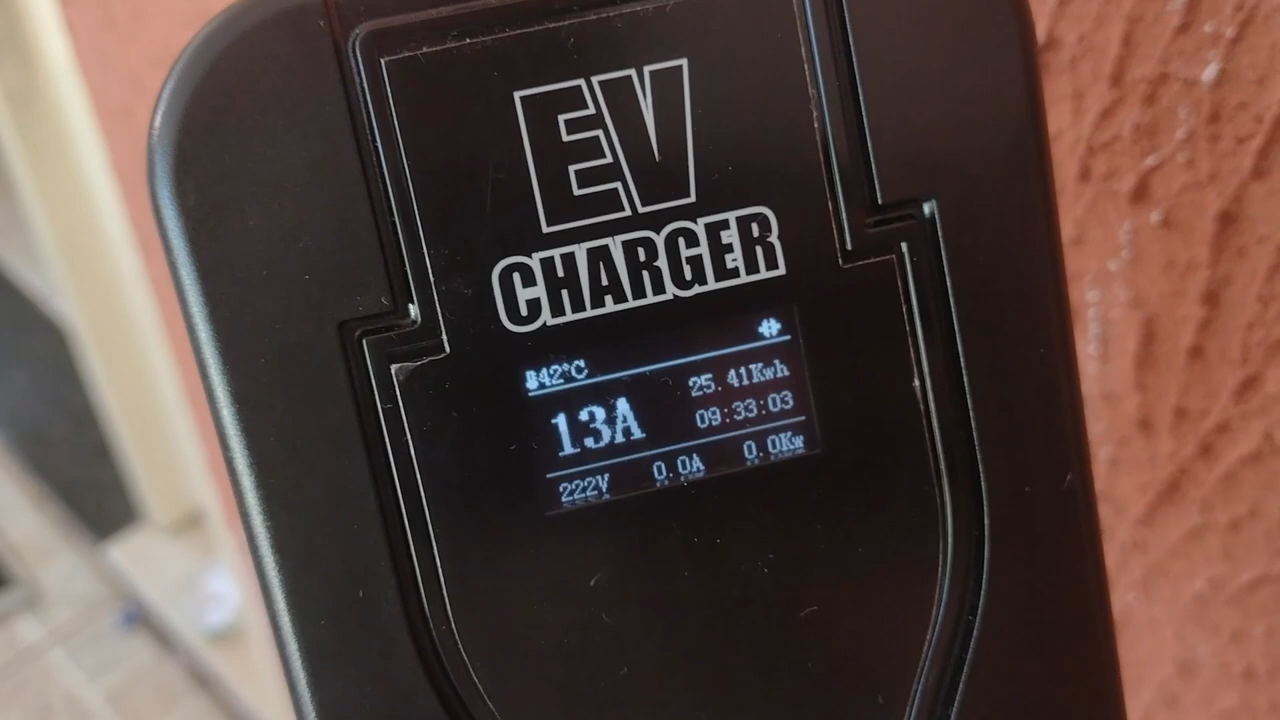 EV
CHARGER
42°C
25.41Kwh
13A
09:33:03
222V 0.0A 0.0Kw